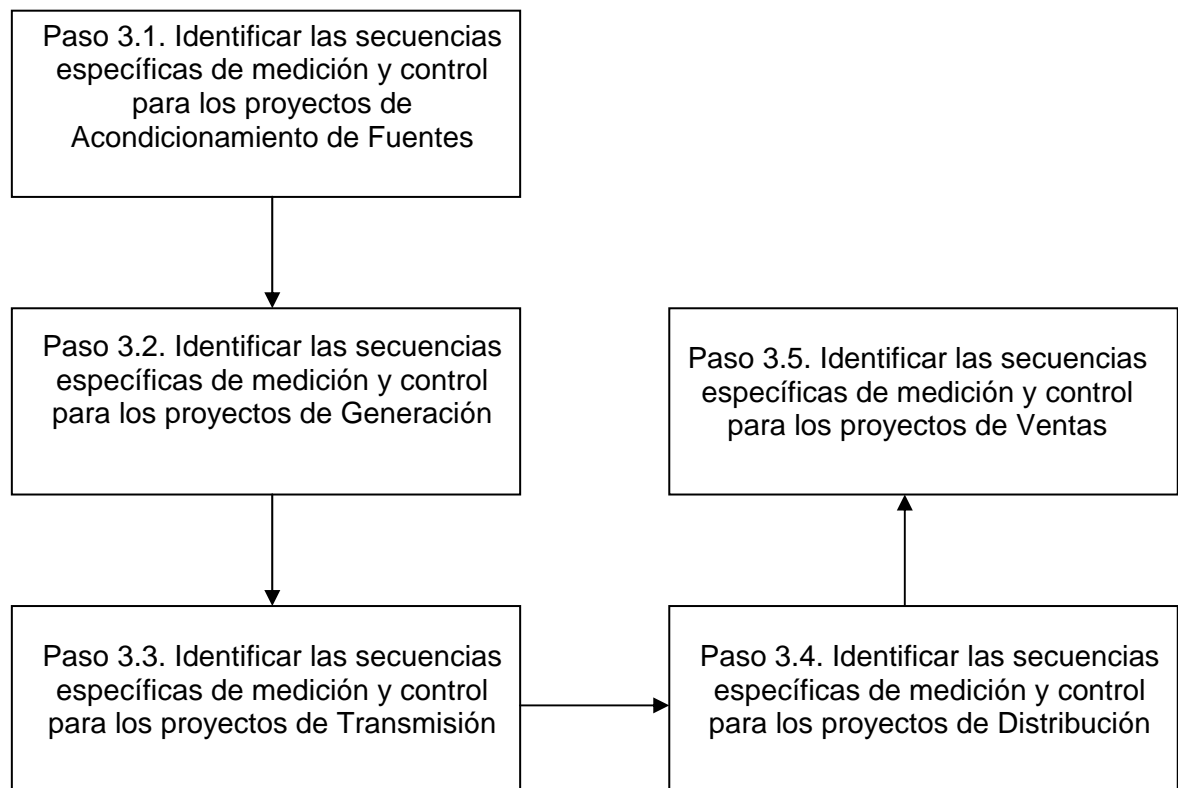 Paso 3.1. Identificar las secuencias
específicas de medición y control
para los proyectos de
Acondicionamiento de Fuentes
Paso 3.2. Identificar las secuencias
específicas de medición y control
para los proyectos de Generación
Paso 3.3. Identificar las secuencias
específicas de medición y control
para los proyectos de Transmisión
Paso 3.4. Identificar las secuencias
específicas de medición y control
para los proyectos de Distribución
Paso 3.5. Identificar las secuencias
específicas de medición y control
para los proyectos de Ventas